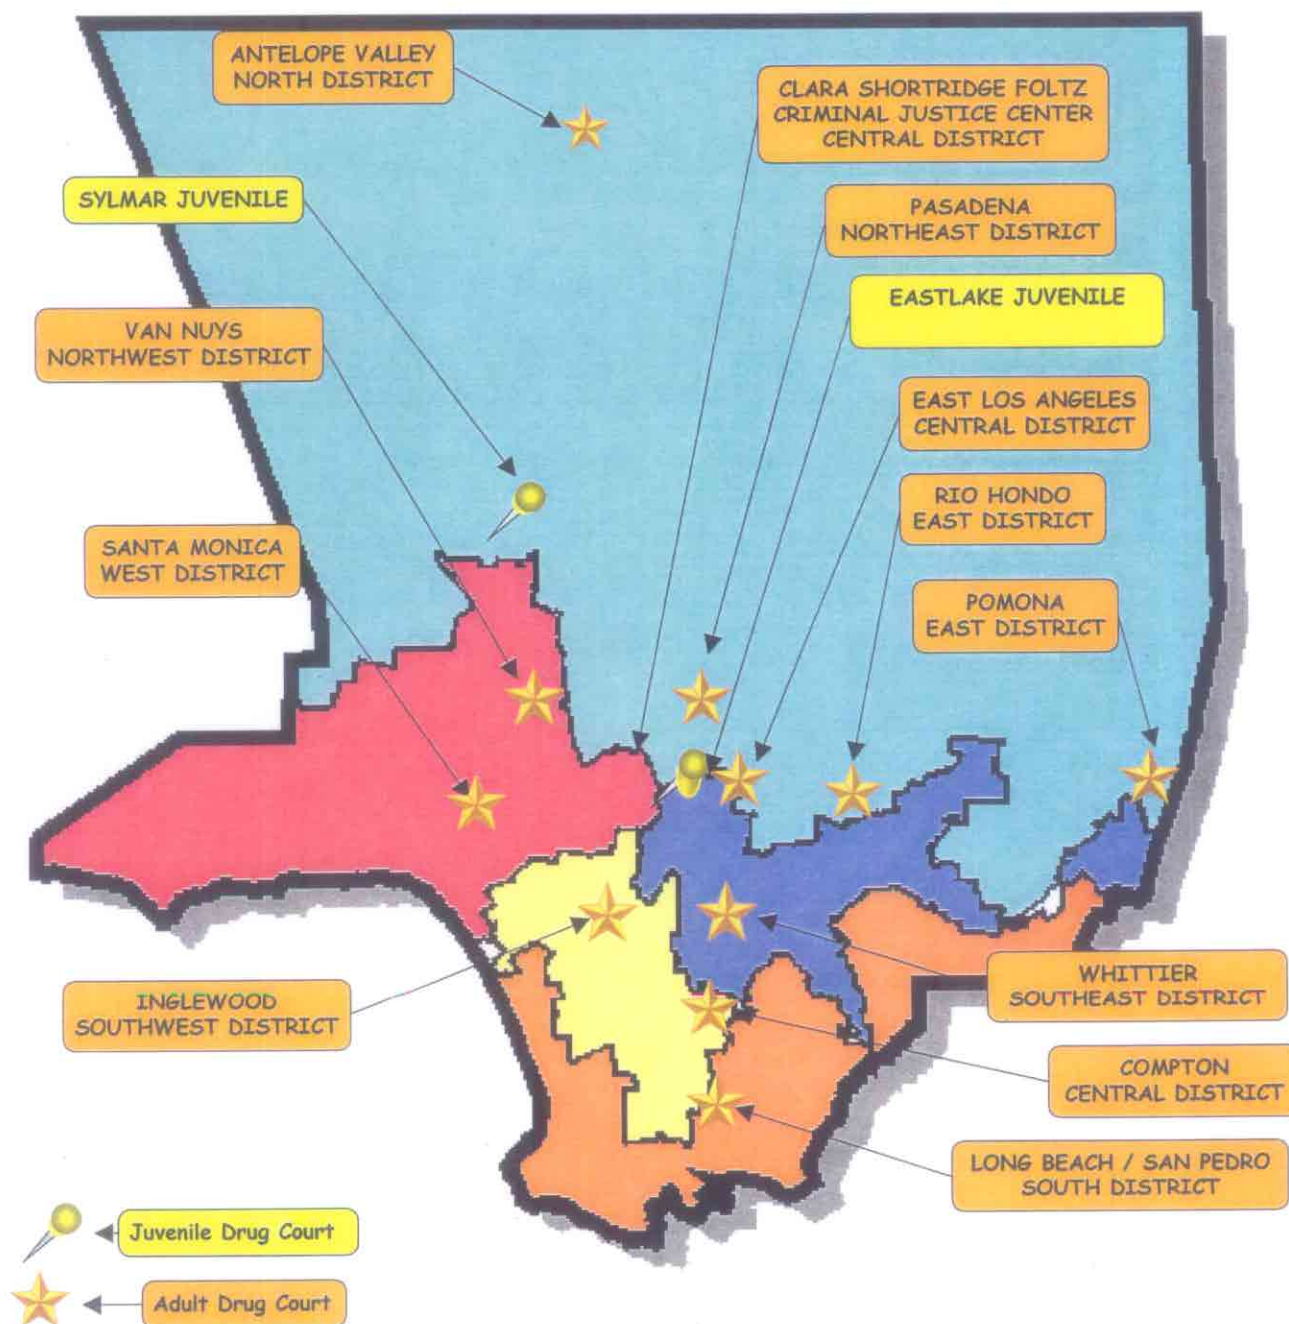 ANTELOPE VALLEY
NORTH DISTRICT
CLARA SHORTRIDGE FOLTZ
CRIMINAL JUSTICE CENTER
CENTRAL DISTRICT
SYLMAR JUVENILE
PASADENA
NORTHEAST DISTRICT
EASTLAKE JUVENILE
VAN NUYS
NORTHWEST DISTRICT
EAST LOS ANGELES
CENTRAL DISTRICT
RIO HONDO
EAST DISTRICT
SANTA MONICA
WEST DISTRICT
POMONA
EAST DISTRICT
INGLEWOOD
SOUTHWEST DISTRICT
WHITTIER
SOUTHEAST DISTRICT
COMPTON
CENTRAL DISTRICT
LONG BEACH / SAN PEDRO
SOUTH DISTRICT
Juvenile Drug Court
Adult Drug Court